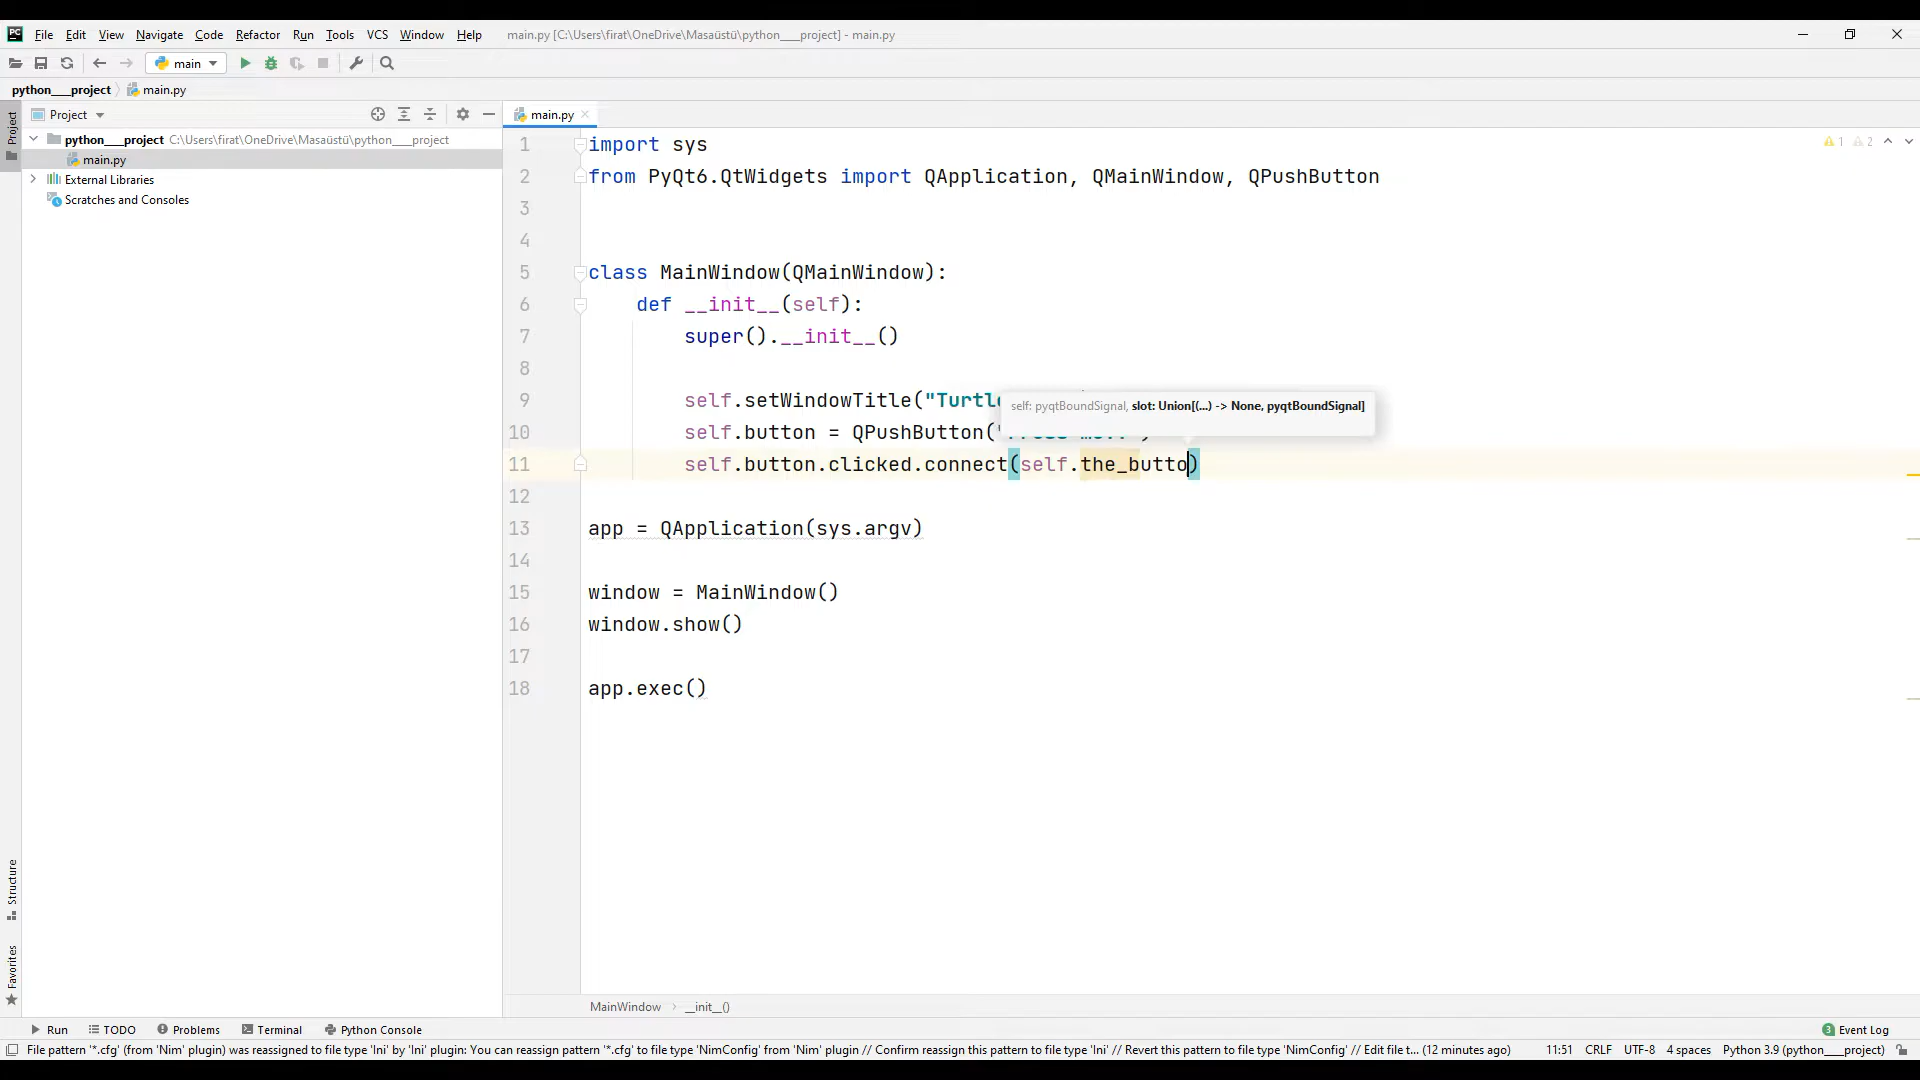 PC File Edit View Navigate Code Refactor Run Tools VCS Window Help main.py [C:\Users\firat\OneDrive\Masaüstü\python___project] - main.py
main
python___project main.py
Project
Project
python___project C:\Users\firat\OneDrive\Masaüstü\python___project
main.py
External Libraries
Scratches and Consoles
Structure
Favorites
main.py
1 2
1 import sys
2 from PyQt6.QtWidgets import QApplication, QMainWindow, QPushButton
3
4
5 class MainWindow(QMainWindow):
6 def __init__(self):
7 super().__init__()
8
9 self.setWindowTitle("Turtle
self: pyqtBoundSignal, slot: Union[(...) -> None, pyqtBoundSignal]
10 self.button = QPushButton("
11 self.button.clicked.connect(self.the_butto)
12
13 app = QApplication(sys.argv)
14
15 window = MainWindow()
16 window.show()
17
18 app.exec()
MainWindow __init__()
Run TODO Problems Terminal Python Console 3 Event Log
File pattern '*.cfg' (from 'Nim' plugin) was reassigned to file type 'Ini' by 'Ini' plugin: You can reassign pattern '*.cfg' to file type 'NimConfig' from 'Nim' plugin // Confirm reassign this pattern to file type 'Ini' // Revert this pattern to file type 'NimConfig' // Edit file t... (12 minutes ago) 11:51 CRLF UTF-8 4 spaces Python 3.9 (python___project)